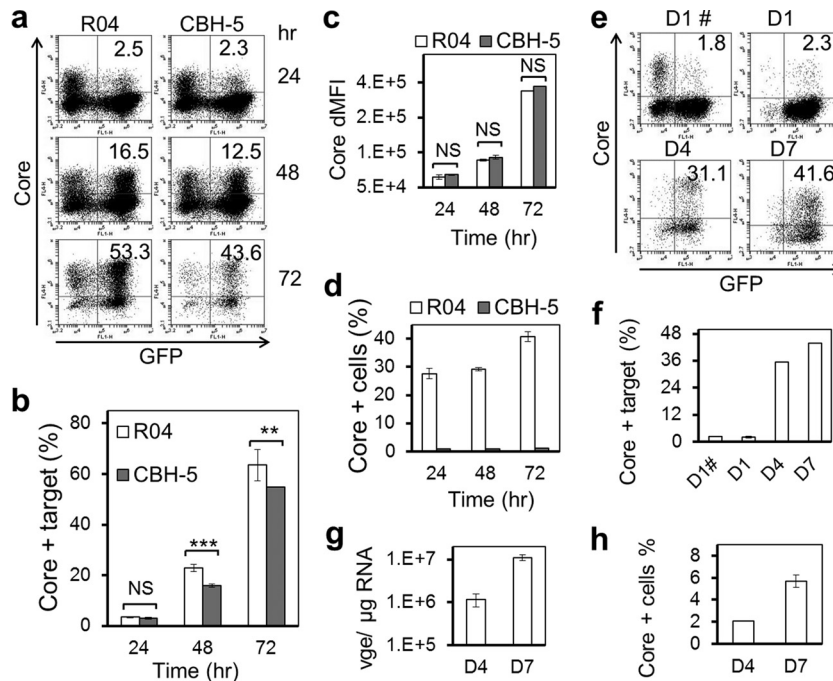 a
R04 CBH-5 hr
2.5 2.3 24
16.5 12.5 48
53.3 43.6 72
Core
FL4-H
FL1-H
GFP
b
Core + target (%)
80
60
40
20
0
R04
CBH-5
NS *** **
24 48 72
Time (hr)
c
R04 CBH-5
Core dMFI
4.E+5
1.E+5
5.E+4
NS NS NS
24 48 72
Time (hr)
d
R04 CBH-5
Core + cells (%)
40
30
20
10
0
24 48 72
Time (hr)
e
D1 # D1
1.8 2.3
D4 D7
31.1 41.6
Core
FL4-H
FL1-H
GFP
f
Core + target (%)
48
36
24
12
0
D1# D1 D4 D7
g
vge/ µg RNA
1.E+7
1.E+6
1.E+5
D4 D7
h
Core + cells %
8
6
4
2
0
D4 D7